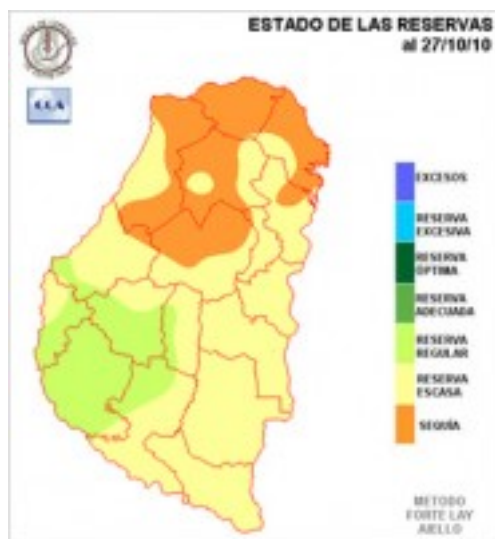 ESTADO DE LAS RESERVAS
al 27/10/10
CCA
EXCESOS
RESERVA
EXCESIVA
RESERVA
ÓPTIMA
RESERVA
ADECUADA
RESERVA
REGULAR
RESERVA
ESCASA
SEQUÍA
METODO
FORTE LAY
AIELLO